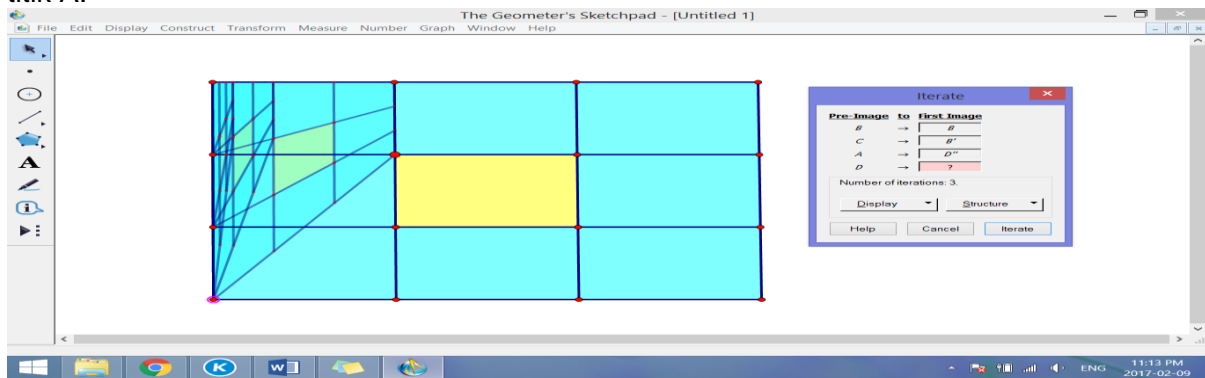 The Geometer's Sketchpad - [Untitled 1]
File Edit Display Construct Transform Measure Number Graph Window Help
A
Iterate
Pre-Image to First Image
B → B
C → B'
A → D''
D → ?
Number of iterations: 3.
Display Structure
Help Cancel Iterate
K W
ENG
11:13 PM
2017-02-09